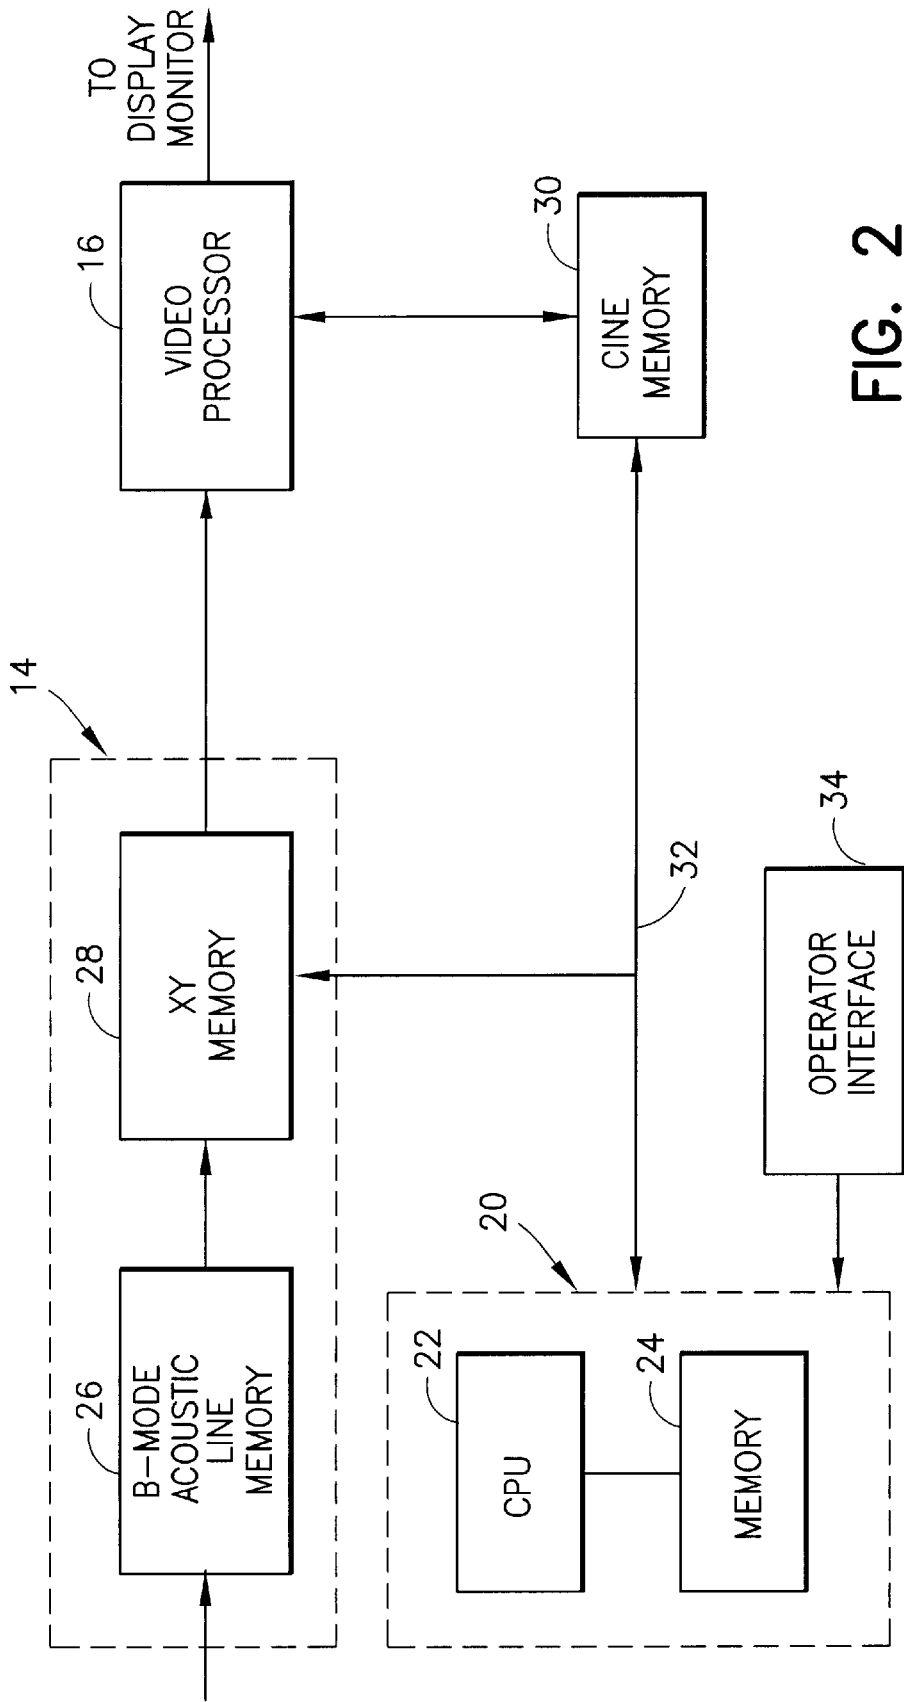 26
B-MODE
ACOUSTIC
LINE
MEMORY
28
XY
MEMORY
14
16
VIDEO
PROCESSOR
TO
DISPLAY
MONITOR
20
22
CPU
24
MEMORY
32
30
CINE
MEMORY
34
OPERATOR
INTERFACE
FIG. 2